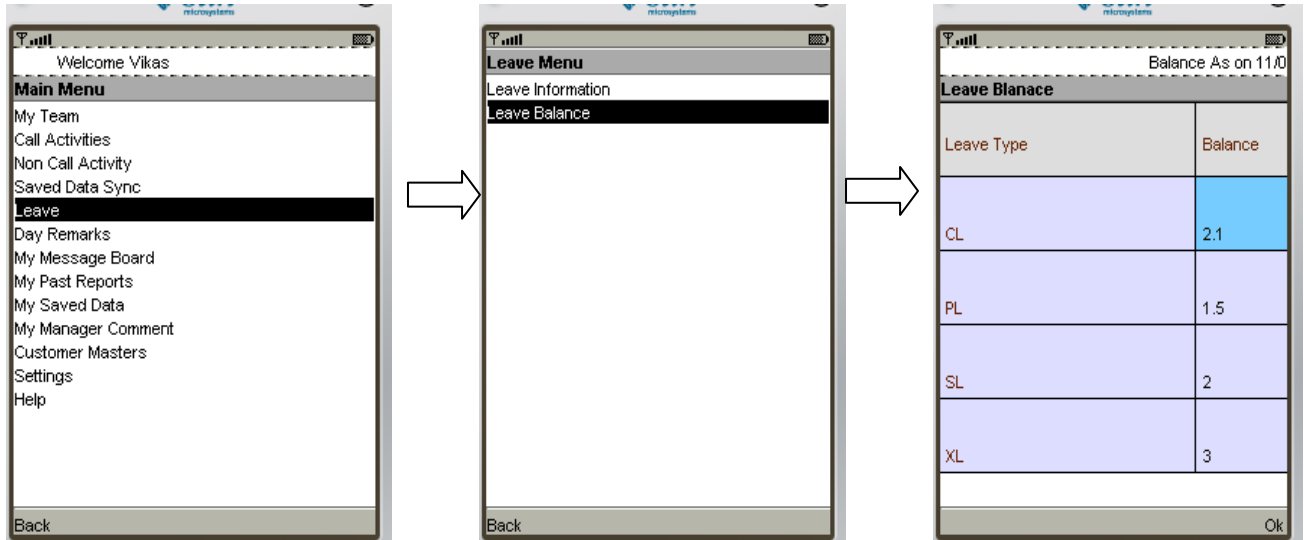 microsystems
Welcome Vikas
Main Menu
My Team
Call Activities
Non Call Activity
Saved Data Sync
Leave
Day Remarks
My Message Board
My Past Reports
My Saved Data
My Manager Comment
Customer Masters
Settings
Help
Back
microsystems
Leave Menu
Leave Information
Leave Balance
Back
microsystems
Balance As on 11/0
Leave Blanace
Leave Type Balance
CL 2.1
PL 1.5
SL 2
XL 3
Ok